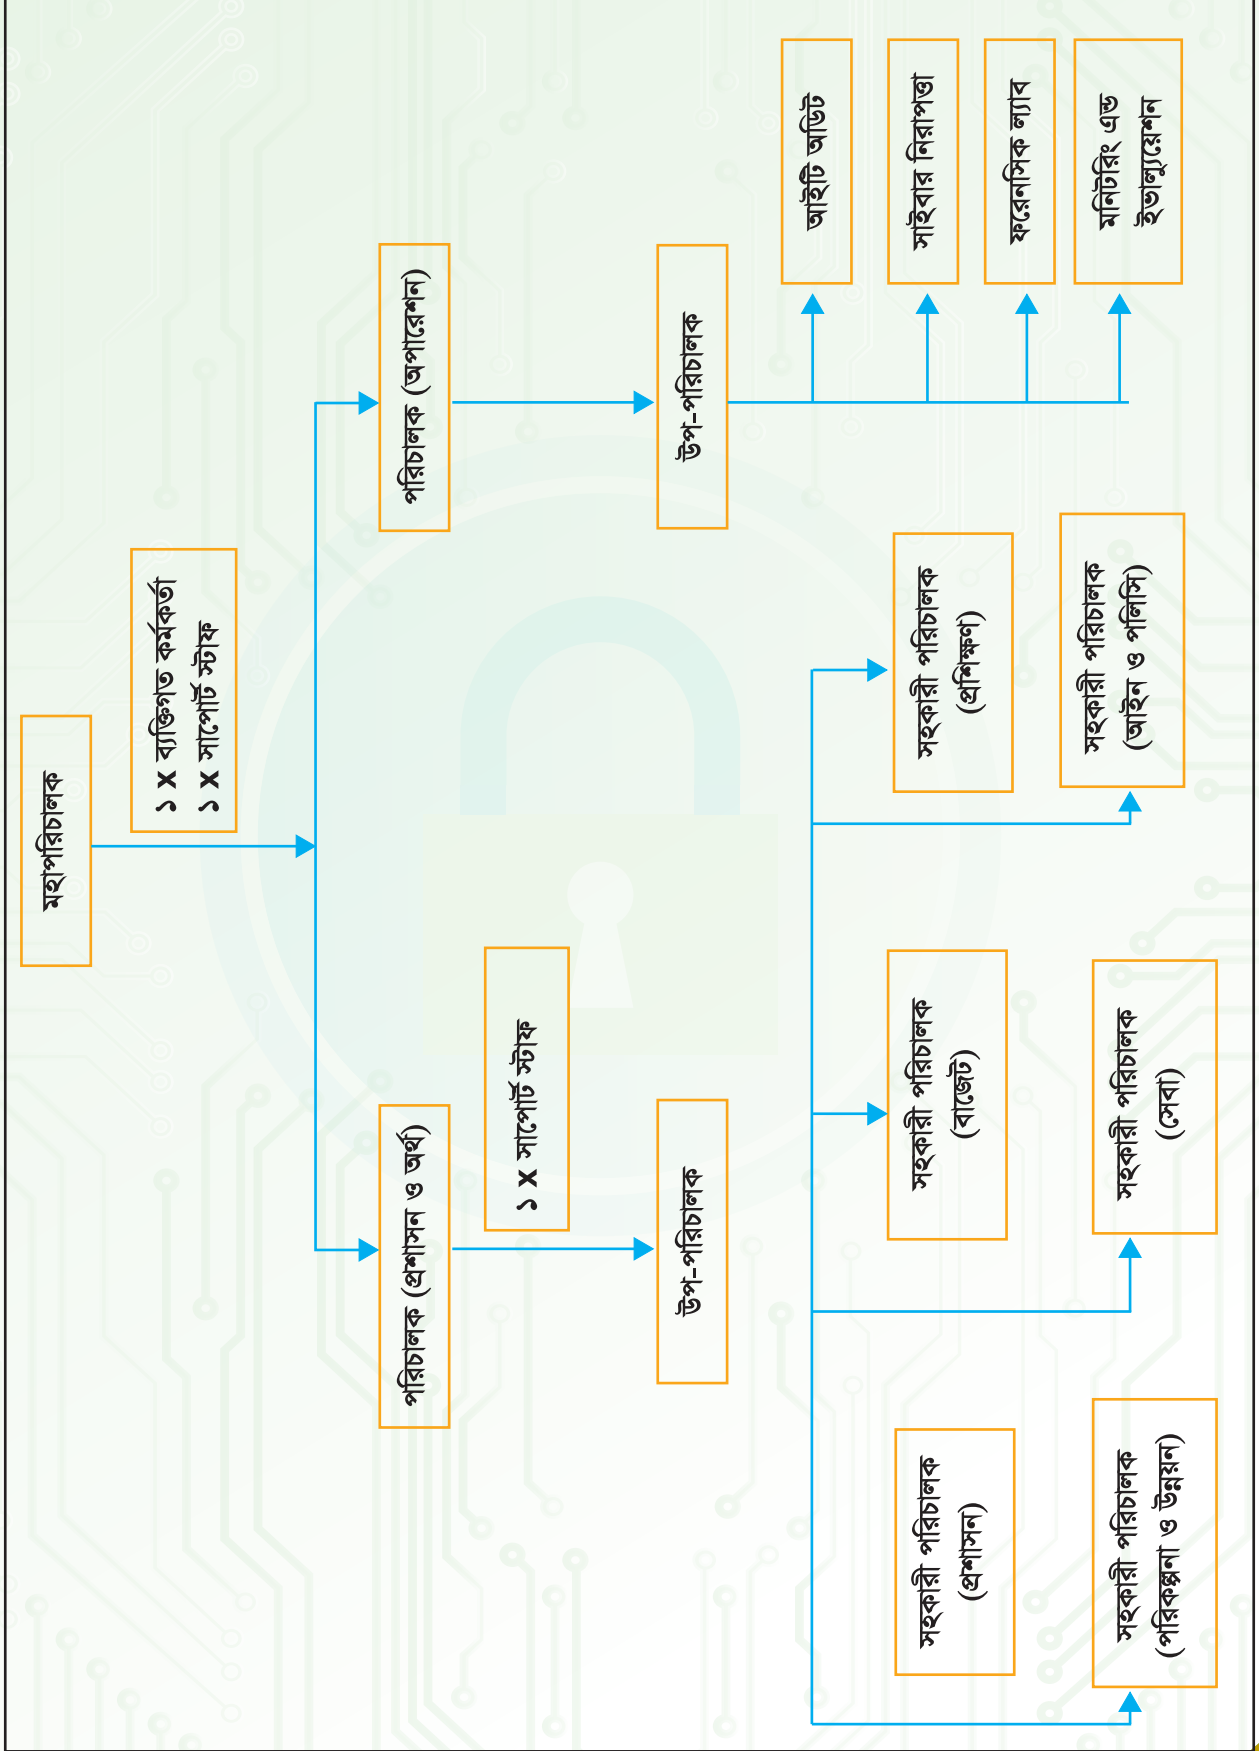 মহাপরিচালক
১ X ব্যক্তিগত কর্মকর্তা
১ X সাপোর্ট স্টাফ
পরিচালক (প্রশাসন ও অর্থ)
পরিচালক (অপারেশন)
১ X সাপোর্ট স্টাফ
উপ-পরিচালক
উপ-পরিচালক
আইটি অডিট
সাইবার নিরাপত্তা
ফরেনসিক ল্যাব
মনিটরিং এন্ড
ইভাল্যুয়েশন
সহকারী পরিচালক
(প্রশাসন)
সহকারী পরিচালক
(বাজেট)
সহকারী পরিচালক
(প্রশিক্ষণ)
সহকারী পরিচালক
(পরিকল্পনা ও উন্নয়ন)
সহকারী পরিচালক
(সেবা)
সহকারী পরিচালক
(আইন ও পলিসি)